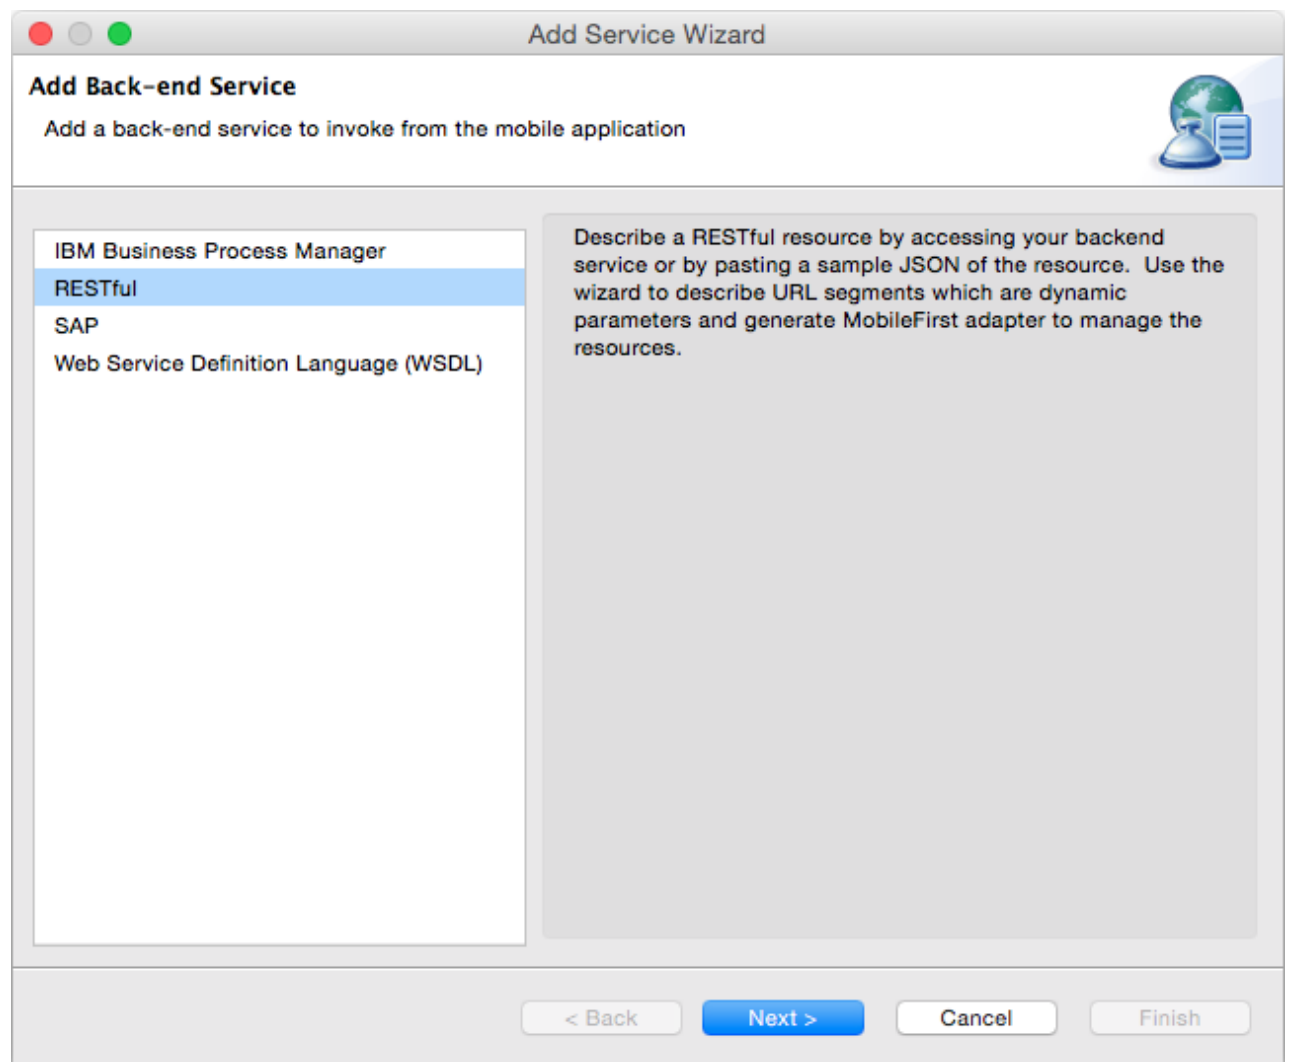 Add Service Wizard
Add Back-end Service
Add a back-end service to invoke from the mobile application
IBM Business Process Manager
RESTful
SAP
Web Service Definition Language (WSDL)
Describe a RESTful resource by accessing your backend
service or by pasting a sample JSON of the resource.  Use the
wizard to describe URL segments which are dynamic
parameters and generate MobileFirst adapter to manage the
resources.
< Back
Next >
Cancel
Finish